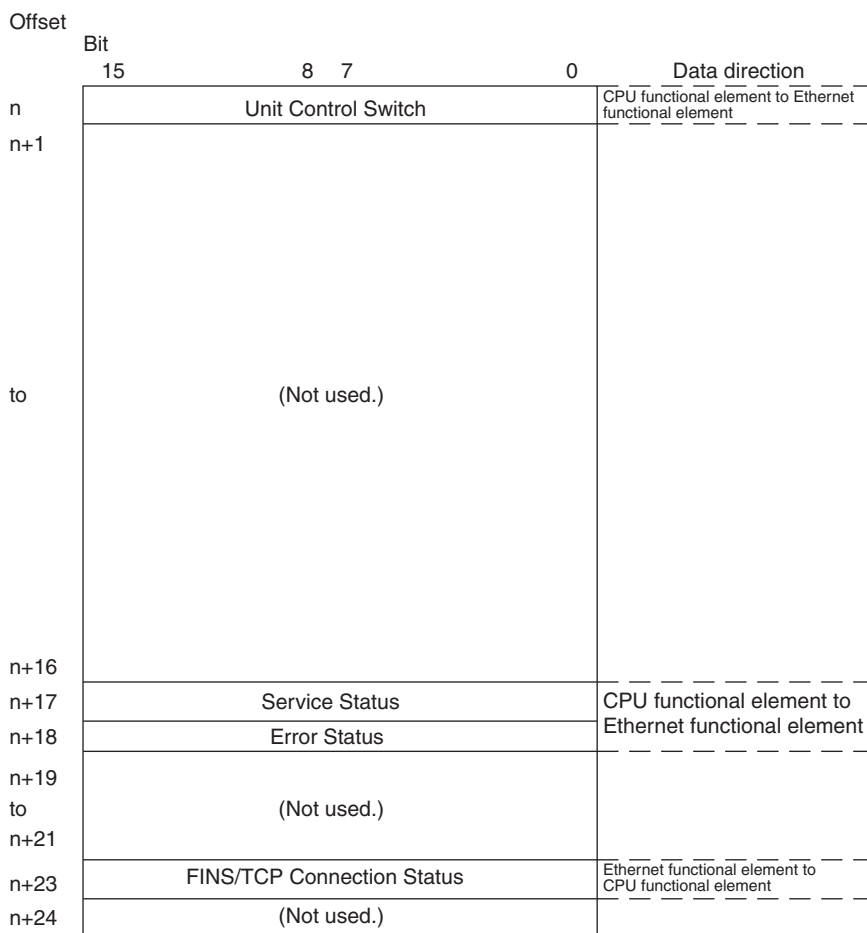 Offset
Bit
15 8 7 0 Data direction
n Unit Control Switch CPU functional element to Ethernet
functional element
n+1
to (Not used.)
n+16
n+17 Service Status CPU functional element to
n+18 Error Status Ethernet functional element
n+19
to (Not used.)
n+21
n+23 FINS/TCP Connection Status Ethernet functional element to
CPU functional element
n+24 (Not used.)